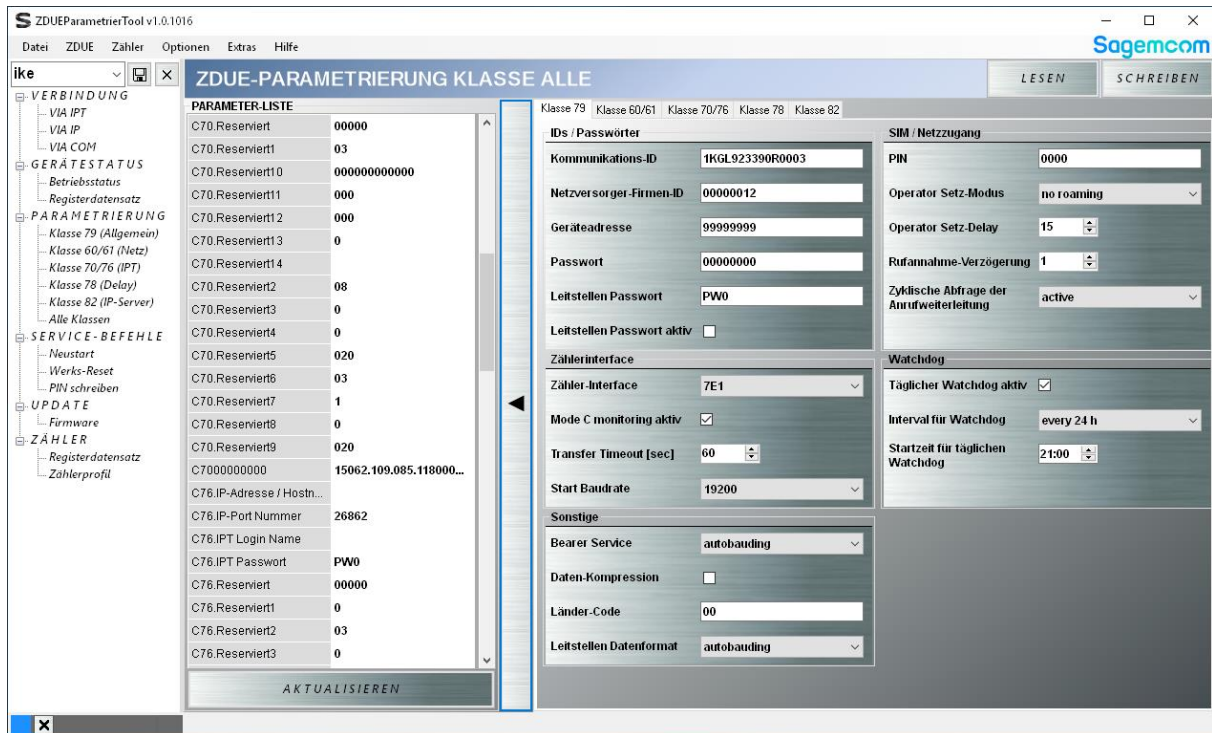 ZDUEParametrierTool v1.0.1016
Datei ZDUE Zähler Optionen Extras Hilfe
Sagemcom
ike
ZDUE-PARAMETRIERUNG KLASSE ALLE
LESEN
SCHREIBEN
VERBINDUNG
VIA IPT
VIA IP
VIA COM
GERÄTESTATUS
Betriebsstatus
Registerdatensatz
PARAMETRIERUNG
Klasse 79 (Allgemein)
Klasse 60/61 (Netz)
Klasse 70/76 (IPT)
Klasse 78 (Delay)
Klasse 82 (IP-Server)
Alle Klassen
SERVICE-BEFEHLE
Neustart
Werks-Reset
PIN schreiben
UPDATE
Firmware
ZÄHLER
Registerdatensatz
Zählerprofil
PARAMETER-LISTE
C70.Reserviert 00000
C70.Reserviert1 03
C70.Reserviert10 000000000000
C70.Reserviert11 000
C70.Reserviert12 000
C70.Reserviert13 0
C70.Reserviert14
C70.Reserviert2 08
C70.Reserviert3 0
C70.Reserviert4 0
C70.Reserviert5 020
C70.Reserviert6 03
C70.Reserviert7 1
C70.Reserviert8 0
C70.Reserviert9 020
C7000000000 15062.109.085.118000...
C76.IP-Adresse / Hostn...
C76.IP-Port Nummer 26862
C76.IPT Login Name
C76.IPT Passwort PW0
C76.Reserviert 00000
C76.Reserviert1 0
C76.Reserviert2 03
C76.Reserviert3 0
AKTUALISIEREN
Klasse 79 Klasse 60/61 Klasse 70/76 Klasse 78 Klasse 82
IDs / Passwörter
Kommunikations-ID 1KGL923390R0003
Netzversorger-Firmen-ID 00000012
Geräteadresse 99999999
Passwort 00000000
Leitstellen Passwort PW0
Leitstellen Passwort aktiv
Zählerinterface
Zähler-Interface 7E1
Mode C monitoring aktiv
Transfer Timeout [sec] 60
Start Baudrate 19200
Sonstige
Bearer Service autobauding
Daten-Kompression
Länder-Code 00
Leitstellen Datenformat autobauding
SIM / Netzzugang
PIN 0000
Operator Setz-Modus no roaming
Operator Setz-Delay 15
Rufannahme-Verzögerung 1
Zyklische Abfrage der
Anrufweiterleitung active
Watchdog
Täglicher Watchdog aktiv
Interval für Watchdog every 24 h
Startzeit für täglichen
Watchdog 21:00